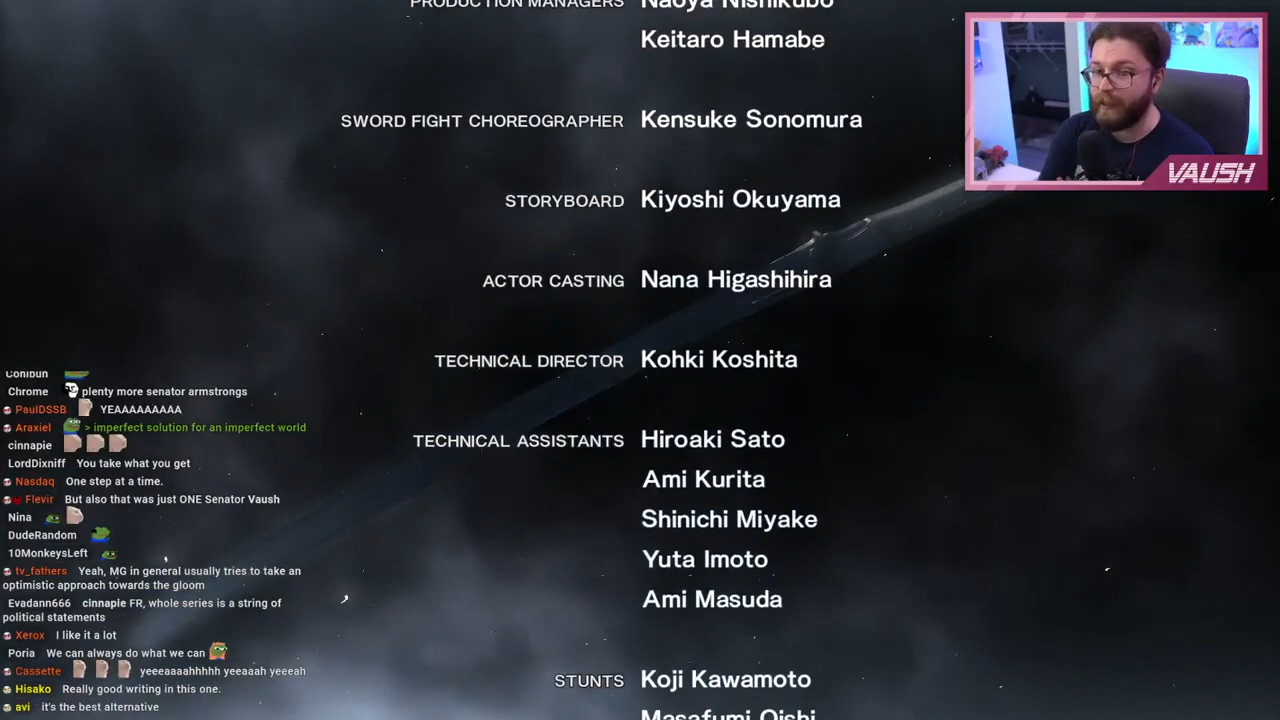 PRODUCTION MANAGERS Naoya Nishikubo
Keitaro Hamabe
SWORD FIGHT CHOREOGRAPHER Kensuke Sonomura
STORYBOARD Kiyoshi Okuyama
ACTOR CASTING Nana Higashihira
TECHNICAL DIRECTOR Kohki Koshita
TECHNICAL ASSISTANTS Hiroaki Sato
Ami Kurita
Shinichi Miyake
Yuta Imoto
Ami Masuda
STUNTS Koji Kawamoto
Masafumi Oishi
VAUSH
Conibun
Chrome plenty more senator armstrongs
PaulDSSB YEAAAAAAAAA
Araxiel > imperfect solution for an imperfect world
cinnapie
LordDixniff You take what you get
Nasdaq One step at a time.
Flevir But also that was just ONE Senator Vaush
Nina
DudeRandom
10MonkeysLeft
tv_fathers Yeah, MG in general usually tries to take an
optimistic approach towards the gloom
Evadann666 cinnapie FR, whole series is a string of
political statements
Xerox I like it a lot
Poria We can always do what we can
Cassette yeeeaaaahhhhh yeeaaah yeeeah
Hisako Really good writing in this one.
avi it's the best alternative